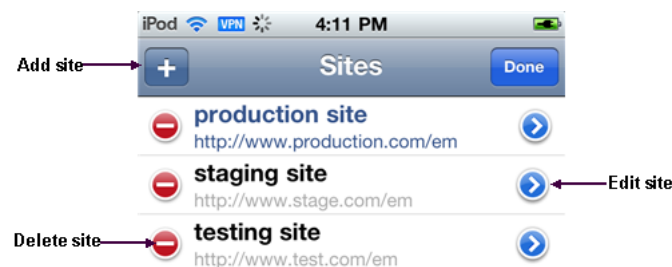 iPod VPN 4:11 PM
Add site + Sites Done
production site
http://www.production.com/em
staging site
http://www.stage.com/em
Edit site
Delete site
testing site
http://www.test.com/em